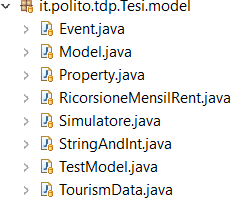 it.polito.tdp.Tesi.model
Event.java
Model.java
Property.java
RicorsioneMensilRent.java
Simulatore.java
StringAndInt.java
TestModel.java
TourismData.java